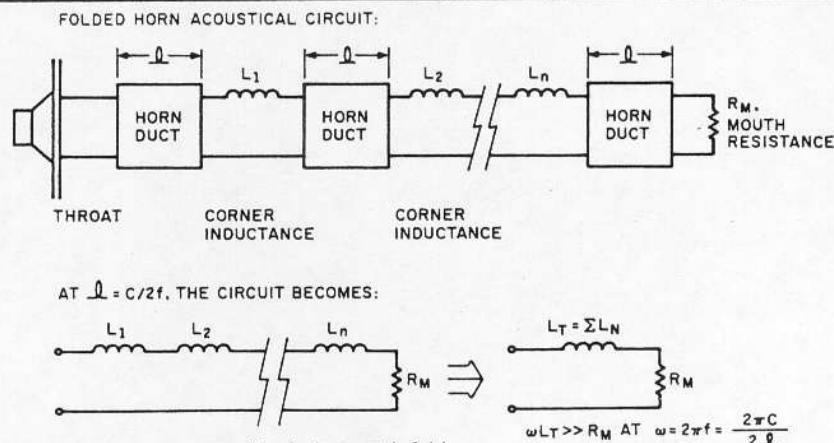 FOLDED HORN ACOUSTICAL CIRCUIT:
ℓ ℓ ℓ
L1 L2 Ln
HORN DUCT HORN DUCT HORN DUCT
RM, MOUTH RESISTANCE
THROAT
CORNER INDUCTANCE CORNER INDUCTANCE
AT ℓ = C/2f, THE CIRCUIT BECOMES:
L1 L2 Ln
RM
LT = ΣLN
RM
ωLT >> RM AT ω = 2πf = 2πC / 2ℓ